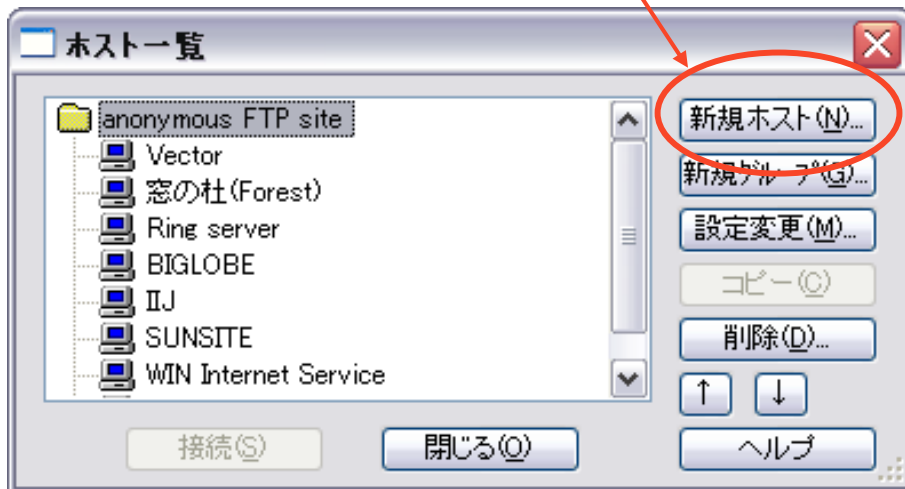 ホスト一覧
anonymous FTP site
Vector
窓の杜(Forest)
Ring server
BIGLOBE
IIJ
SUNSITE
WIN Internet Service
新規ホスト(N)...
新規グループ(G)...
設定変更(M)...
コピー(C)
削除(D)...
↑ ↓
接続(S) 閉じる(O) ヘルプ